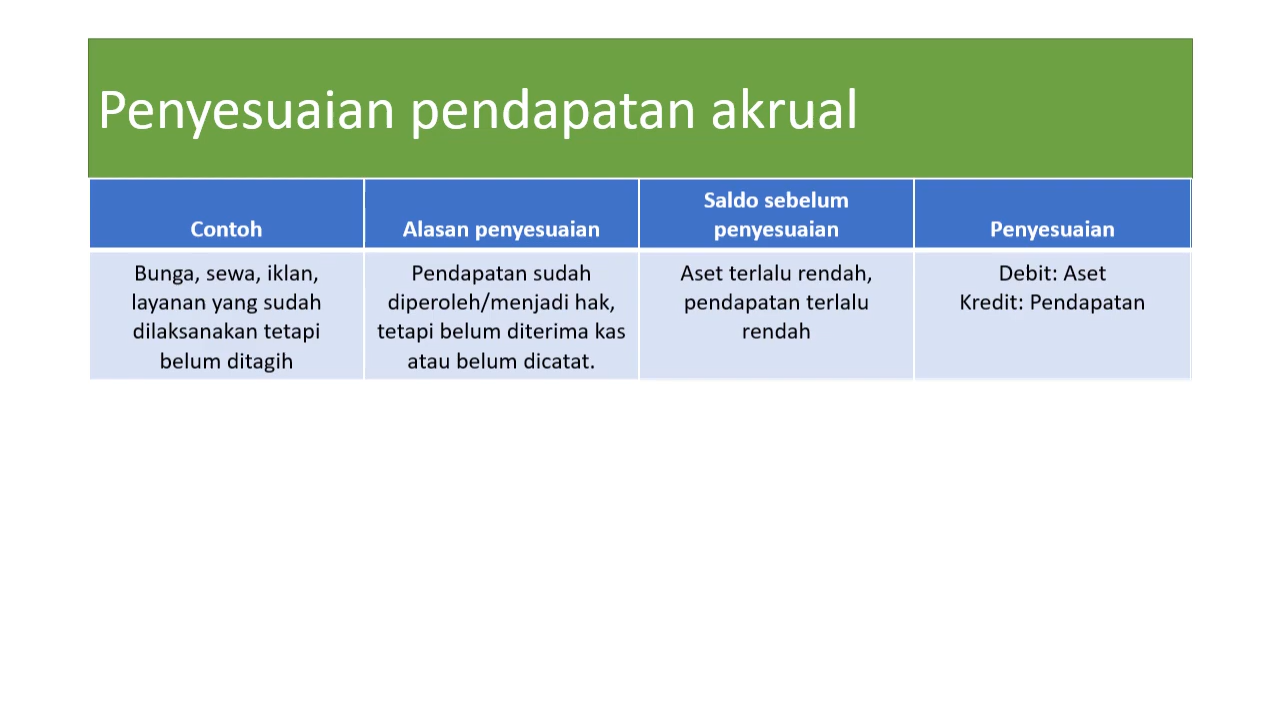 Penyesuaian pendapatan akrual
Contoh
Alasan penyesuaian
Saldo sebelum
penyesuaian
Penyesuaian
Bunga, sewa, iklan,
layanan yang sudah
dilaksanakan tetapi
belum ditagih
Pendapatan sudah
diperoleh/menjadi hak,
tetapi belum diterima kas
atau belum dicatat.
Aset terlalu rendah,
pendapatan terlalu
rendah
Debit: Aset
Kredit: Pendapatan